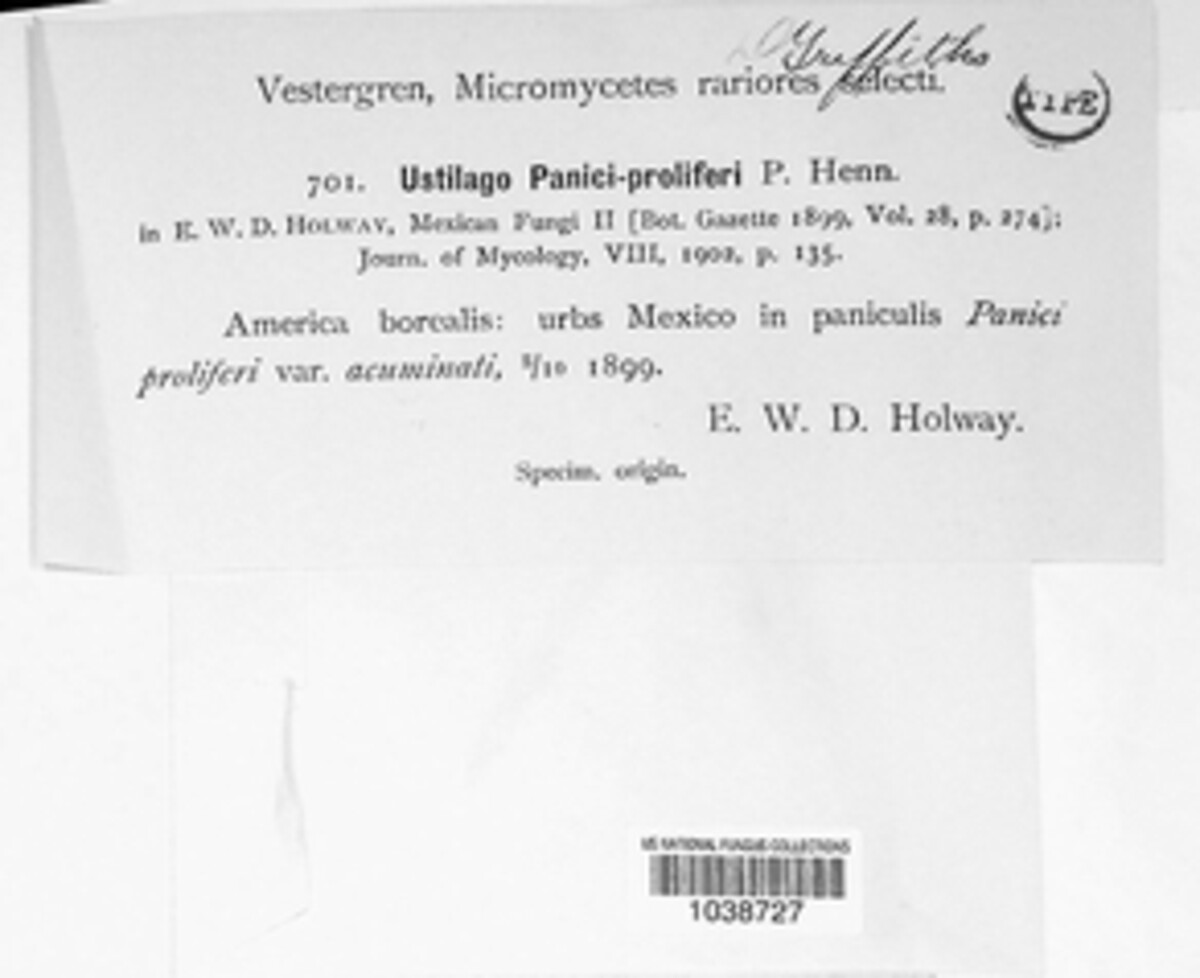 Griffiths
Vestergren, Micromycetes rariores selecti.
TYPE
701. Ustilago Panici-proliferi P. Henn.
in E. W. D. HOLWAY, Mexican Fungi II [Bot. Gazette 1899, Vol. 28, p. 274];
Journ. of Mycology, VIII, 1902, p. 135.
America borealis: urbs Mexico in paniculis Panici
proliferi var. acuminati, 1899.
E. W. D. Holway.
Specim. origin.
US NATIONAL FUNGUS COLLECTIONS
1038727